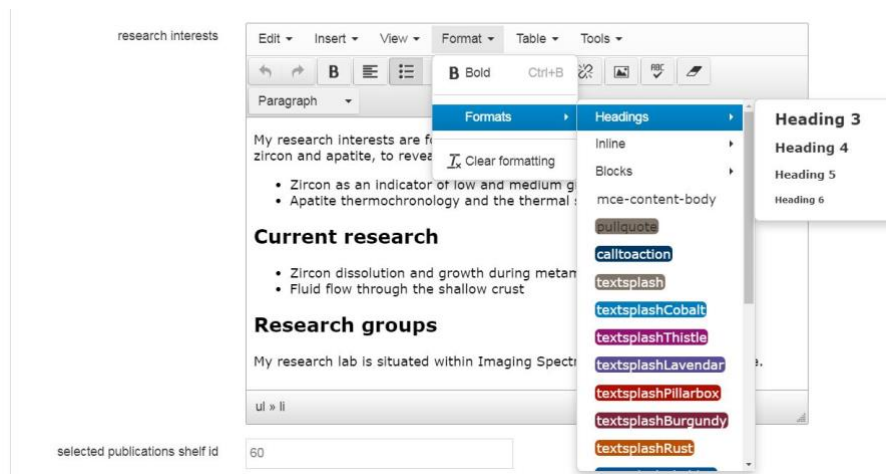 research interests
Edit Insert View Format Table Tools
B B Bold Ctrl+B ABC
Paragraph
Formats Headings Heading 3
My research interests are fo
Inline Heading 4
zircon and apatite, to revea
Clear formatting Blocks Heading 5
Zircon as an indicator of low and medium g
mce-content-body Heading 6
Apatite thermochronology and the thermal
pullquote
Current research
calltoaction
Zircon dissolution and growth during metam
textsplash
Fluid flow through the shallow crust
textsplashCobalt
Research groups
textsplashThistle
My research lab is situated within Imaging Spectr
textsplashLavendar
textsplashPillarbox
ul » li
textsplashBurgundy
textsplashRust
selected publications shelf id 60